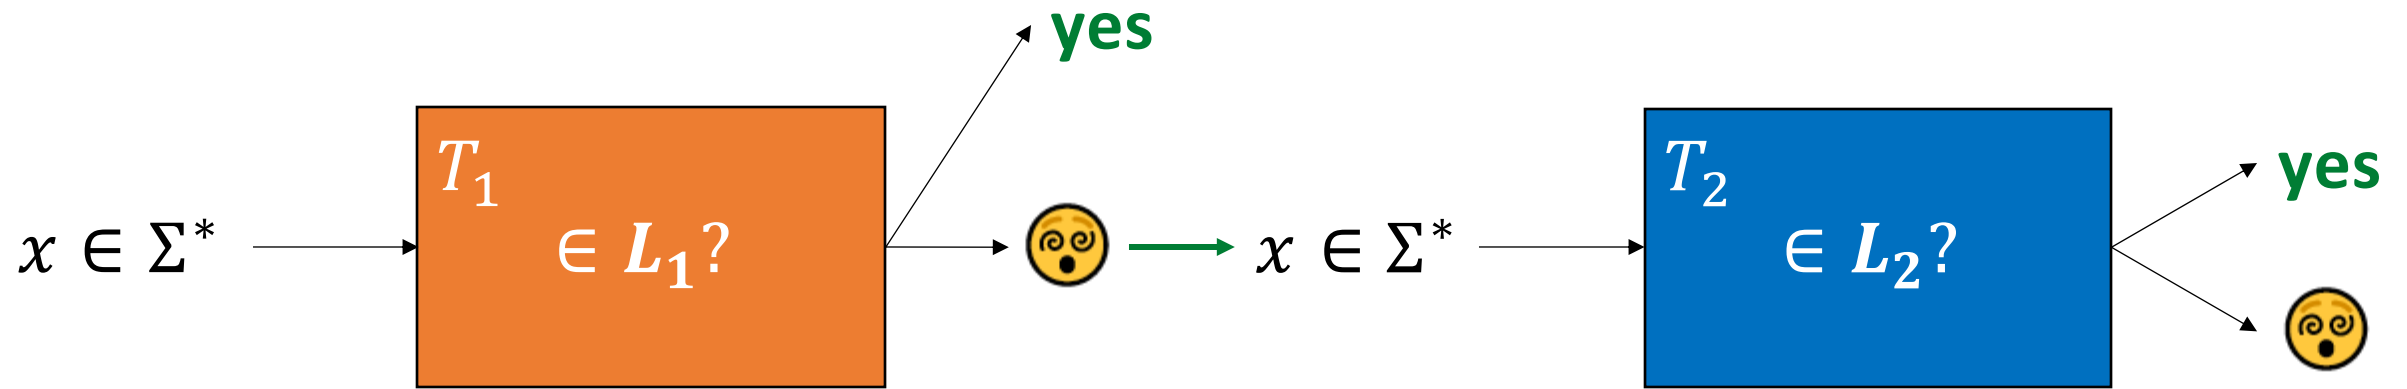 yes
T₁
x ∈ Σ* ∈ L₁? x ∈ Σ*
T₂
∈ L₂?
yes